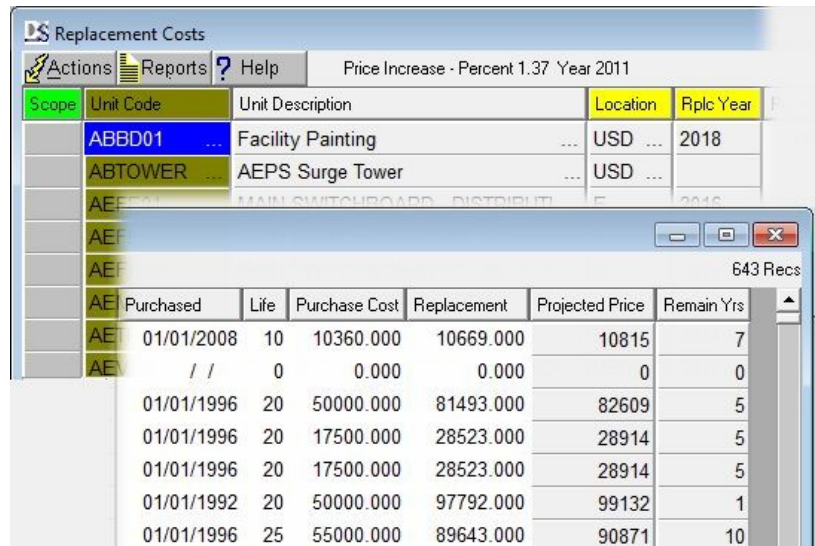 Replacement Costs
Actions Reports ? Help Price Increase - Percent 1.37 Year 2011
Scope Unit Code Unit Description Location Rplc Year
ABBD01 ... Facility Painting ... USD ... 2018
ABTOWER ... AEPS Surge Tower ... USD ...
MAIN SWITCHBOARD DISTRIBUTI E 2016
643 Recs
Purchased Life Purchase Cost Replacement Projected Price Remain Yrs
01/01/2008 10 10360.000 10669.000 10815 7
/ / 0 0.000 0.000 0 0
01/01/1996 20 50000.000 81493.000 82609 5
01/01/1996 20 17500.000 28523.000 28914 5
01/01/1996 20 17500.000 28523.000 28914 5
01/01/1992 20 50000.000 97792.000 99132 1
01/01/1996 25 55000.000 89643.000 90871 10